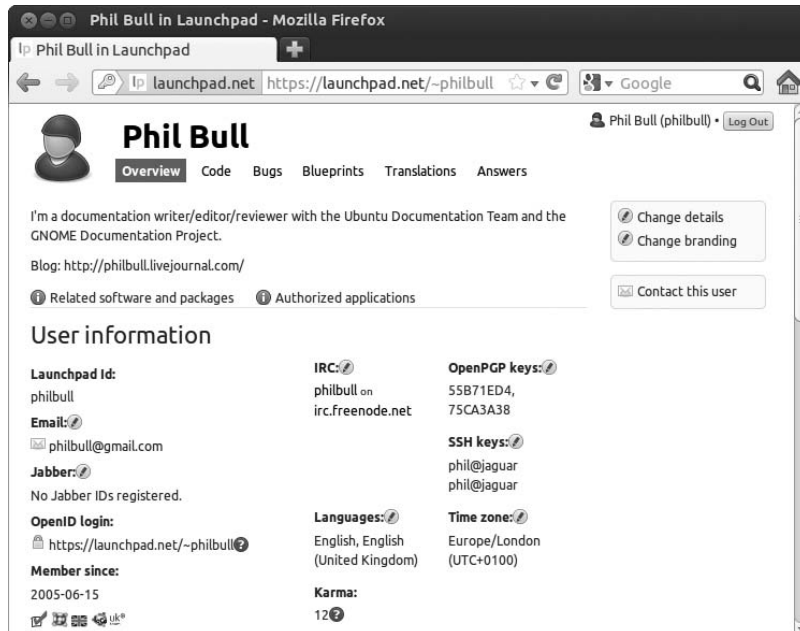 Phil Bull in Launchpad - Mozilla Firefox
lp Phil Bull in Launchpad
lp launchpad.net https://launchpad.net/~philbull Google
Phil Bull (philbull) • Log Out
Phil Bull
Overview Code Bugs Blueprints Translations Answers
I'm a documentation writer/editor/reviewer with the Ubuntu Documentation Team and the
GNOME Documentation Project.
Blog: http://philbull.livejournal.com/
Related software and packages Authorized applications
Change details
Change branding
Contact this user
User information
Launchpad Id:
philbull
Email:
philbull@gmail.com
Jabber:
No Jabber IDs registered.
OpenID login:
https://launchpad.net/~philbull
Member since:
2005-06-15
uk
IRC:
philbull on
irc.freenode.net
Languages:
English, English
(United Kingdom)
Karma:
12
OpenPGP keys:
55B71ED4,
75CA3A38
SSH keys:
phil@jaguar
phil@jaguar
Time zone:
Europe/London
(UTC+0100)